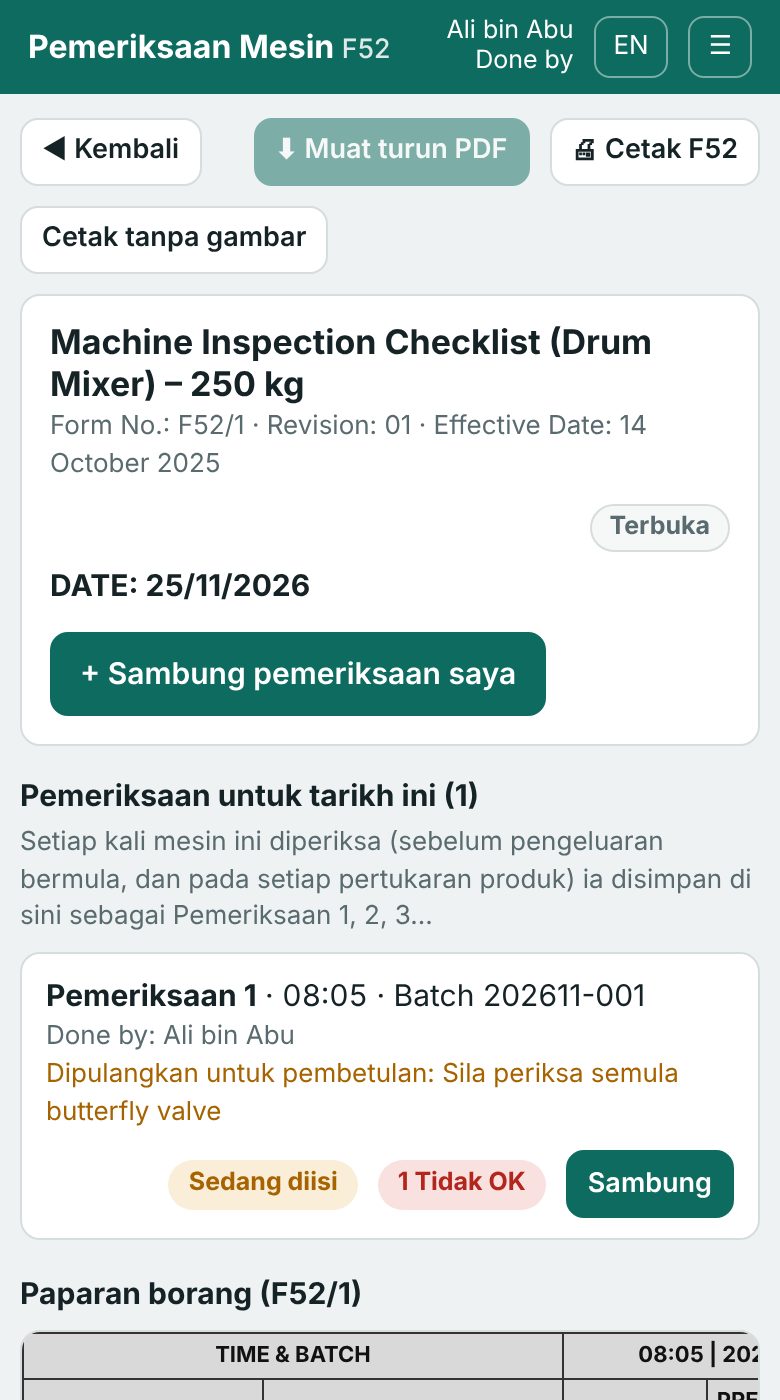 Pemeriksaan Mesin F52
Ali bin Abu
Done by
EN
☰
◀ Kembali
⬇ Muat turun PDF
🖨 Cetak F52
Cetak tanpa gambar
Machine Inspection Checklist (Drum
Mixer) – 250 kg
Form No.: F52/1 · Revision: 01 · Effective Date: 14
October 2025
Terbuka
DATE: 25/11/2026
+ Sambung pemeriksaan saya
Pemeriksaan untuk tarikh ini (1)
Setiap kali mesin ini diperiksa (sebelum pengeluaran
bermula, dan pada setiap pertukaran produk) ia disimpan di
sini sebagai Pemeriksaan 1, 2, 3...
Pemeriksaan 1 · 08:05 · Batch 202611-001
Done by: Ali bin Abu
Dipulangkan untuk pembetulan: Sila periksa semula
butterfly valve
Sedang diisi
1 Tidak OK
Sambung
Paparan borang (F52/1)
TIME & BATCH
08:05 | 202